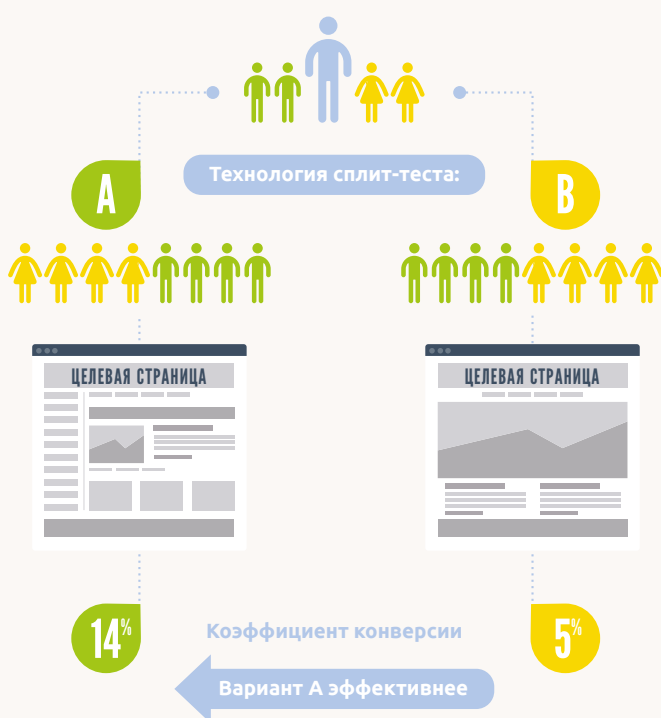 Технология сплит-теста:
A
B
ЦЕЛЕВАЯ СТРАНИЦА
ЦЕЛЕВАЯ СТРАНИЦА
14%
Коэффициент конверсии
5%
Вариант А эффективнее